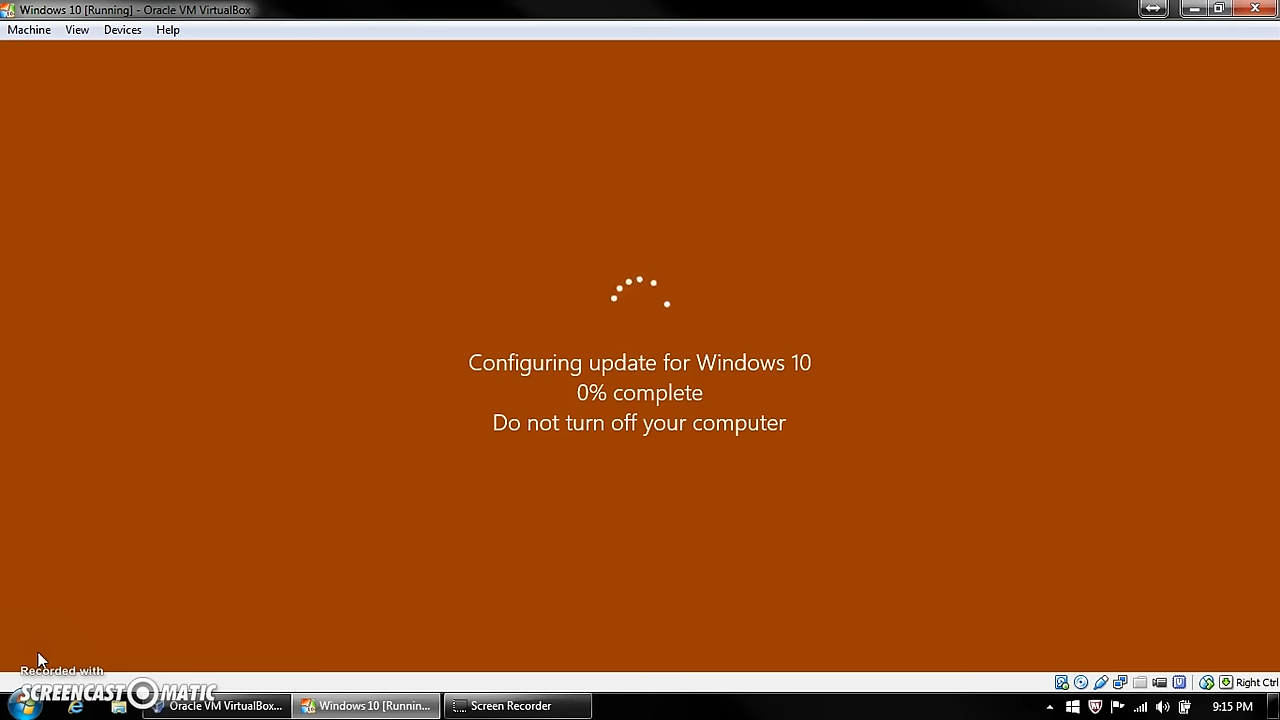 Windows 10 [Running] - Oracle VM VirtualBox
Machine View Devices Help
Configuring update for Windows 10
0% complete
Do not turn off your computer
Recorded with
SCREENCAST-O-MATIC
Right Ctrl
Oracle VM VirtualBox...
Windows 10 [Runnin...
Screen Recorder
9:15 PM